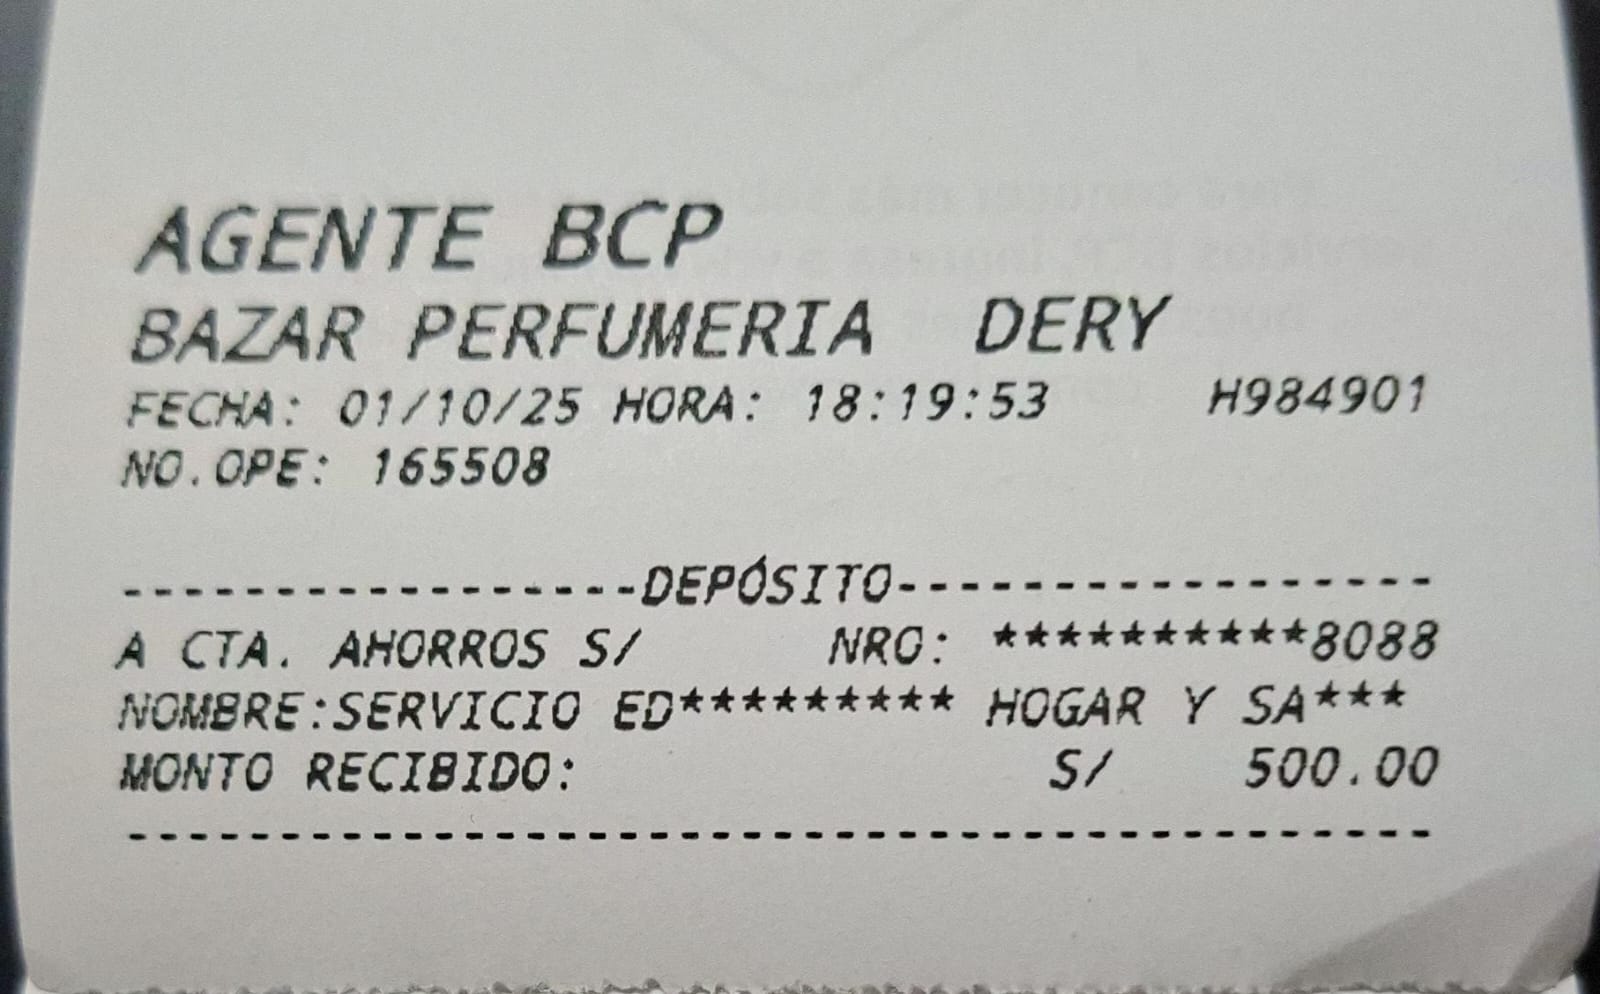 AGENTE BCP
BAZAR PERFUMERIA DERY
FECHA: 01/10/25 HORA: 18:19:53 H984901
NO.OPE: 165508
------------------DEPÓSITO------------------
A CTA. AHORROS S/ NRO: **********8088
NOMBRE:SERVICIO ED********* HOGAR Y SA***
MONTO RECIBIDO: S/ 500.00
-------------------------------------------